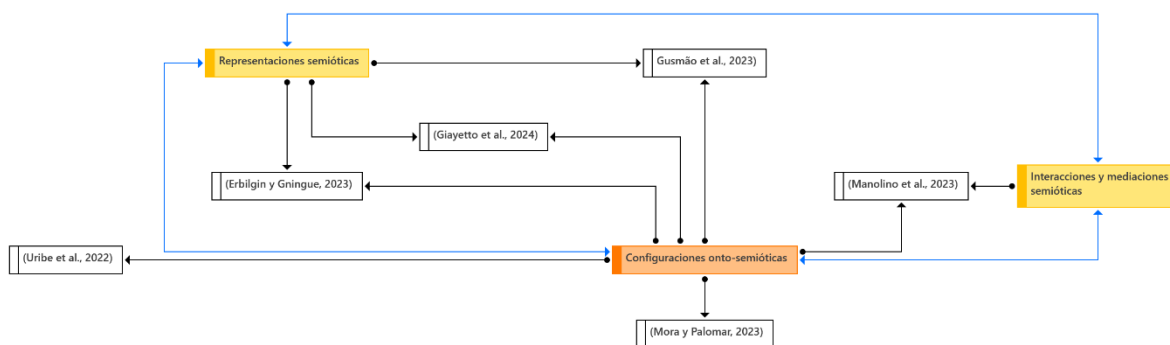 Representaciones semióticas
Gusmão et al., 2023)
(Giayetto et al., 2024)
(Erbilgin y Gningue, 2023)
(Manolino et al., 2023)
Interacciones y mediaciones
semióticas
(Uribe et al., 2022)
Configuraciones onto-semióticas
(Mora y Palomar, 2023)